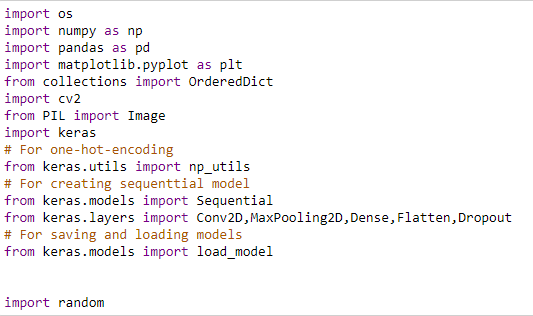 import os
import numpy as np
import pandas as pd
import matplotlib.pyplot as plt
from collections import OrderedDict
import cv2
from PIL import Image
import keras
# For one-hot-encoding
from keras.utils import np_utils
# For creating sequenttial model
from keras.models import Sequential
from keras.layers import Conv2D,MaxPooling2D,Dense,Flatten,Dropout
# For saving and loading models
from keras.models import load_model
import random